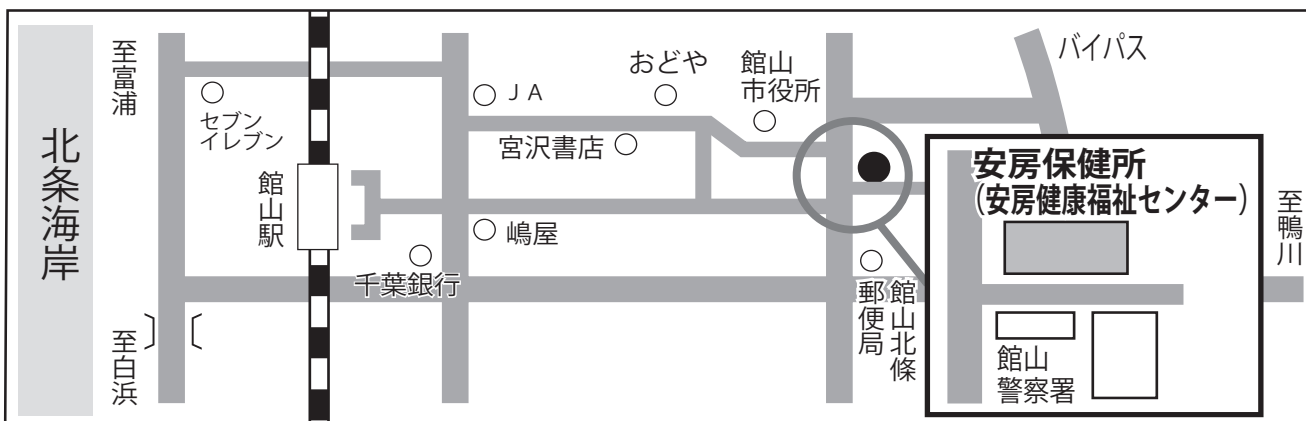 北条海岸
至富浦
至白浜
セブン
イレブン
館山駅
千葉銀行
ＪＡ
宮沢書店
嶋屋
おどや
館山
市役所
館山北條
郵便局
バイパス
安房保健所
(安房健康福祉センター)
館山
警察署
至鴨川